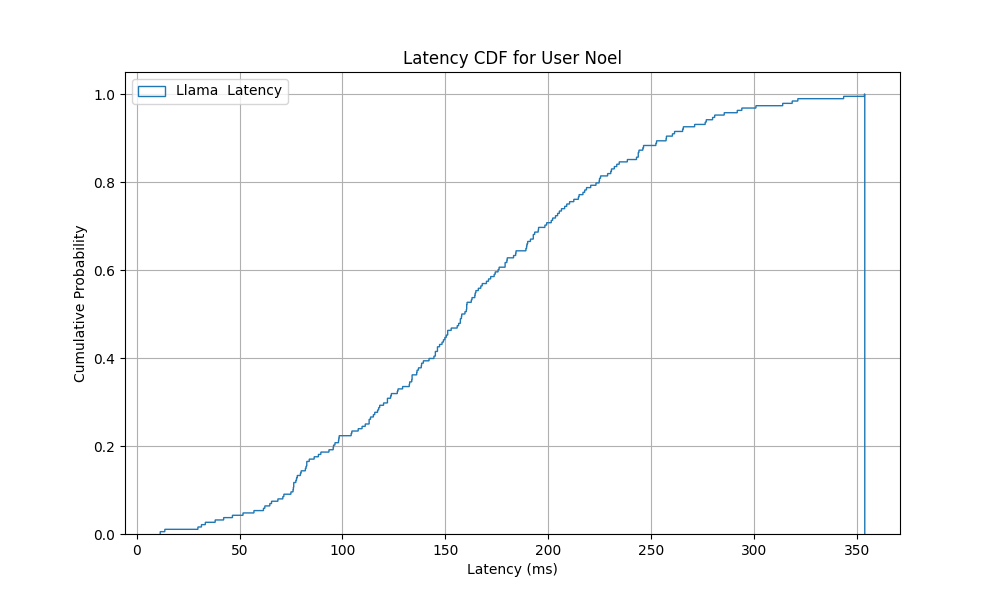 Latency CDF for User Noel
Llama  Latency
Cumulative Probability
1.0
0.8
0.6
0.4
0.2
0.0
0 50 100 150 200 250 300 350
Latency (ms)